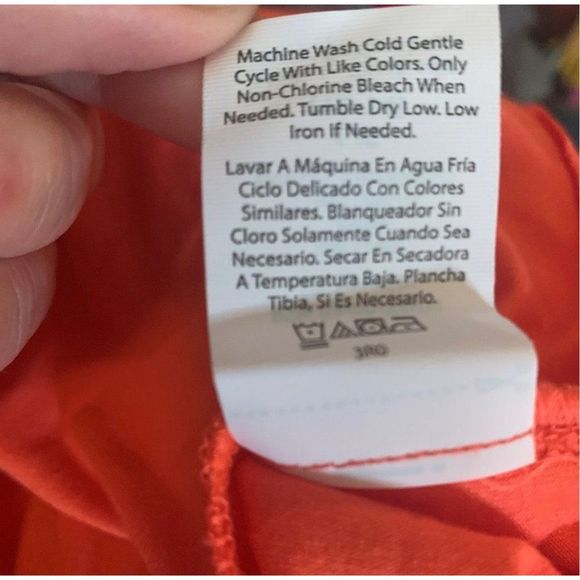 Machine Wash Cold Gentle
Cycle With Like Colors. Only
Non-Chlorine Bleach When
Needed. Tumble Dry Low. Low
Iron If Needed.
Lavar A Máquina En Agua Fría
Ciclo Delicado Con Colores
Similares. Blanqueador Sin
Cloro Solamente Cuando Sea
Necesario. Secar En Secadora
A Temperatura Baja. Plancha
Tibia, Si Es Necesario.